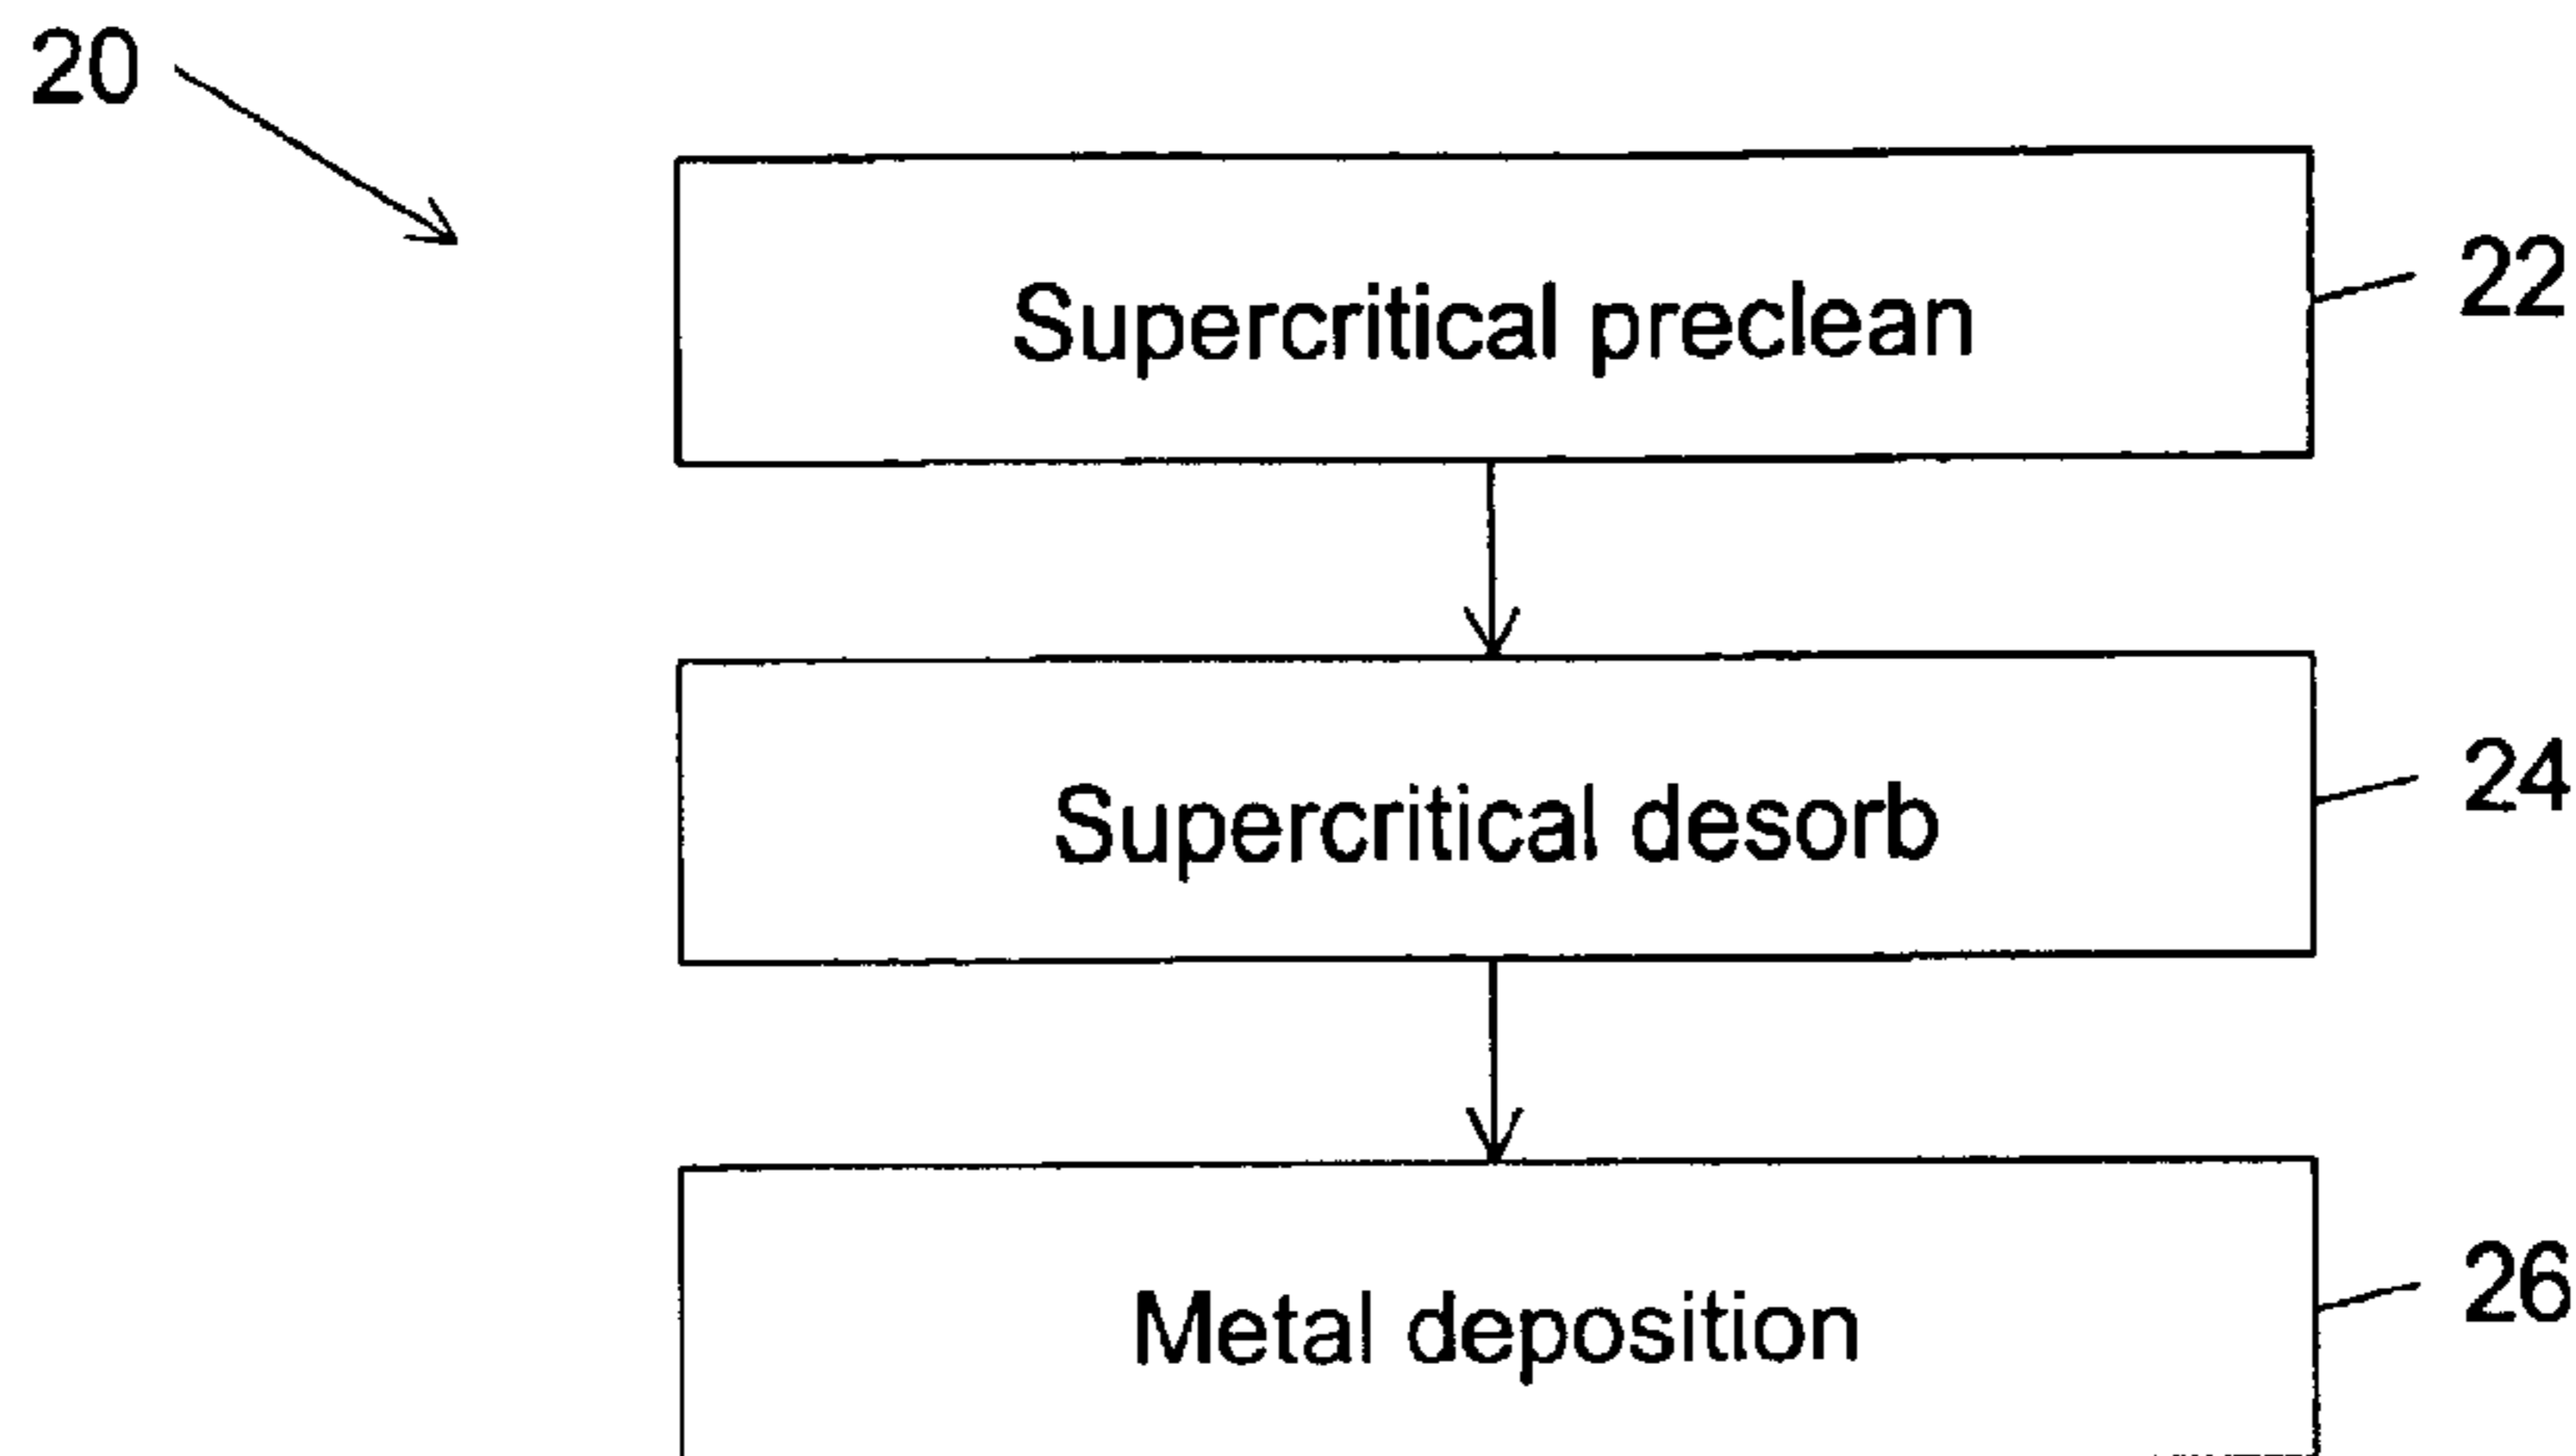 20
Supercritical preclean
22
Supercritical desorb
24
Metal deposition
26